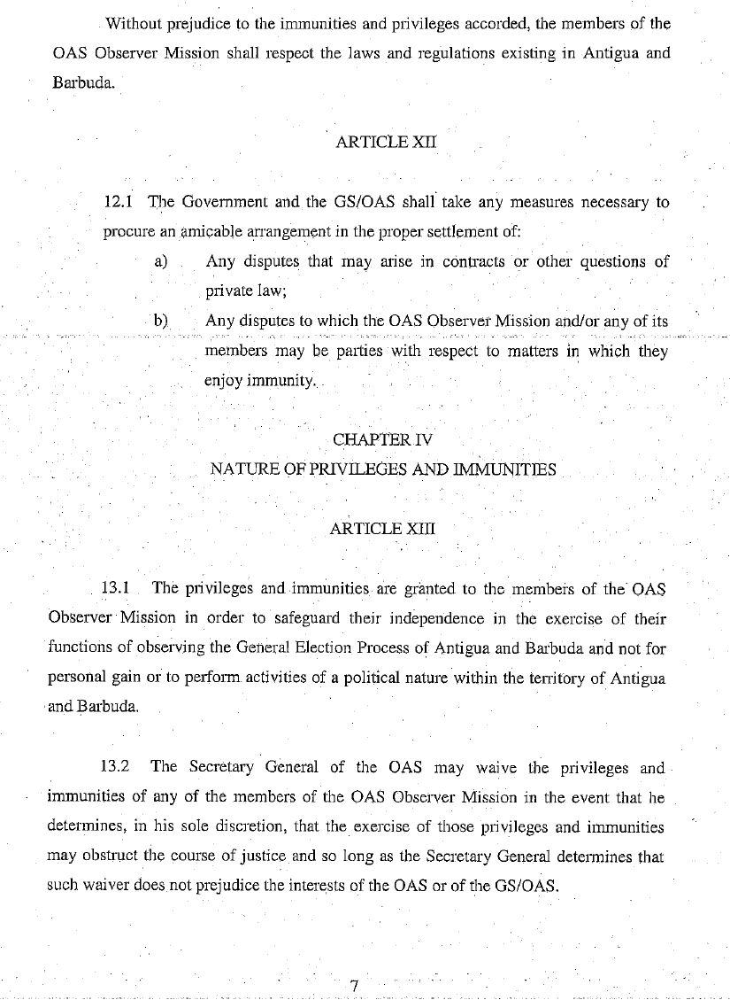 Without prejudice to the immunities and privileges accorded, the members of the
OAS Observer Mission shall respect the laws and regulations existing in Antigua and
Barbuda.
ARTICLE XII
12.1 The Government and the GS/OAS shall take any measures necessary to
procure an amicable arrangement in the proper settlement of:
a) Any disputes that may arise in contracts or other questions of
private law;
b) Any disputes to which the OAS Observer Mission and/or any of its
members may be parties with respect to matters in which they
enjoy immunity.
CHAPTER IV
NATURE OF PRIVILEGES AND IMMUNITIES
ARTICLE XIII
13.1 The privileges and immunities are granted to the members of the OAS
Observer Mission in order to safeguard their independence in the exercise of their
functions of observing the General Election Process of Antigua and Barbuda and not for
personal gain or to perform activities of a political nature within the territory of Antigua
and Barbuda.
13.2 The Secretary General of the OAS may waive the privileges and
immunities of any of the members of the OAS Observer Mission in the event that he
determines, in his sole discretion, that the exercise of those privileges and immunities
may obstruct the course of justice and so long as the Secretary General determines that
such waiver does not prejudice the interests of the OAS or of the GS/OAS.
7